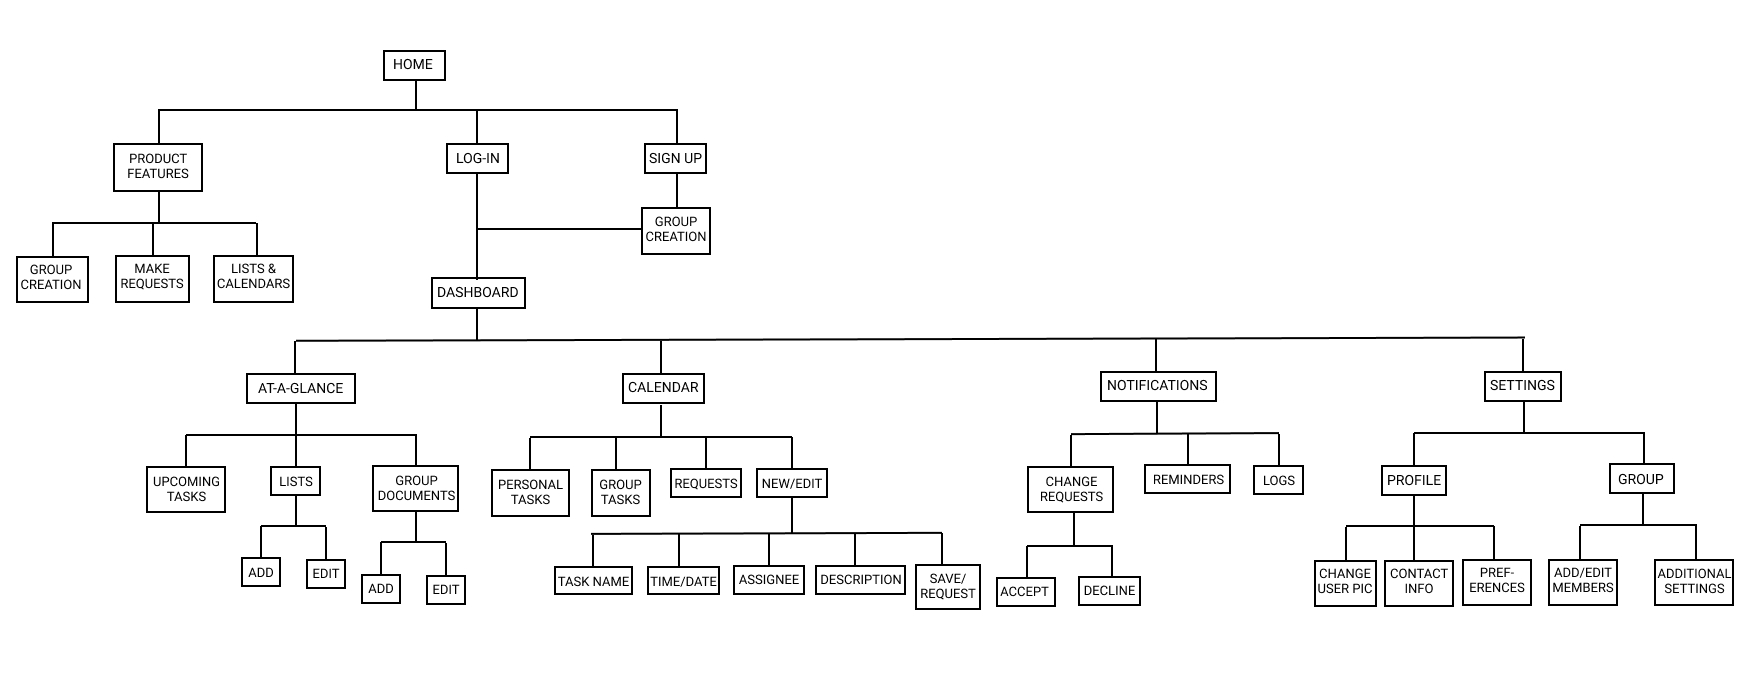 HOME
PRODUCT
FEATURES
LOG-IN
SIGN UP
GROUP
CREATION
GROUP
CREATION
MAKE
REQUESTS
LISTS &
CALENDARS
DASHBOARD
AT-A-GLANCE
CALENDAR
NOTIFICATIONS
SETTINGS
UPCOMING
TASKS
LISTS
GROUP
DOCUMENTS
PERSONAL
TASKS
GROUP
TASKS
REQUESTS
NEW/EDIT
CHANGE
REQUESTS
REMINDERS
LOGS
PROFILE
GROUP
ADD
EDIT
ADD
EDIT
TASK NAME
TIME/DATE
ASSIGNEE
DESCRIPTION
SAVE/
REQUEST
ACCEPT
DECLINE
CHANGE
USER PIC
CONTACT
INFO
PREF-
ERENCES
ADD/EDIT
MEMBERS
ADDITIONAL
SETTINGS